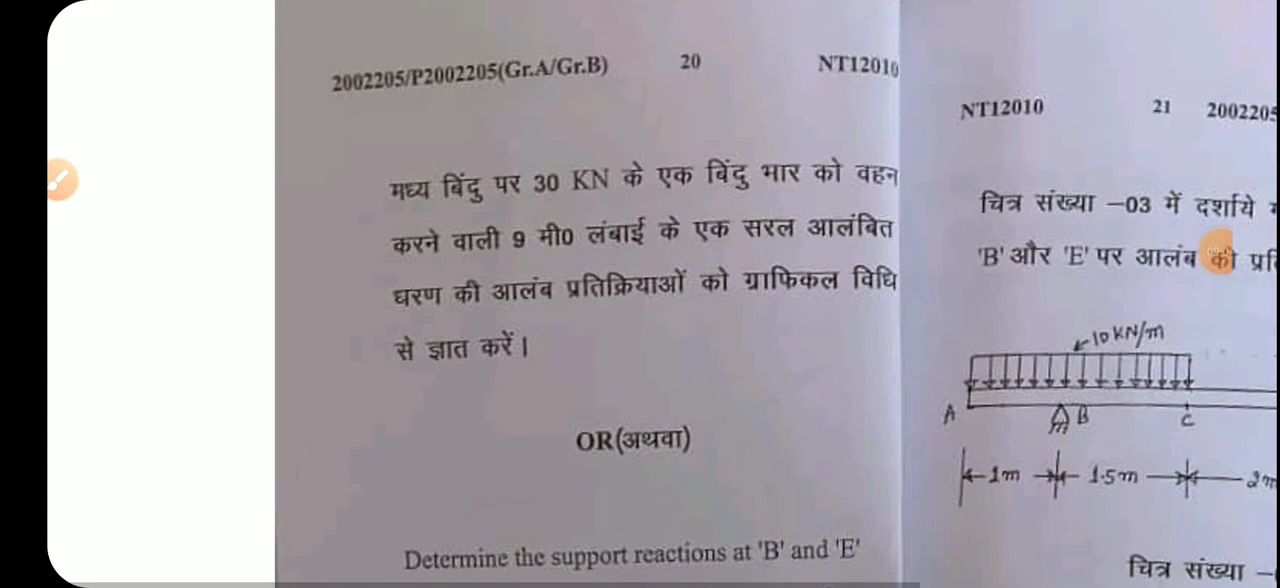 2002205/P2002205(Gr.A/Gr.B) 20 NT12010
मध्य बिंदु पर 30 KN के एक बिंदु भार को वहन
करने वाली 9 मी0 लंबाई के एक सरल आलंबित
धरण की आलंब प्रतिक्रियाओं को ग्राफिकल विधि
से ज्ञात करें।
OR(अथवा)
Determine the support reactions at 'B' and 'E'
NT12010 21 2002205
चित्र संख्या –03 में दर्शाये
'B' और 'E' पर आलंब की
10 KN/m
A B C
1m 1.5m 2m
चित्र संख्या –